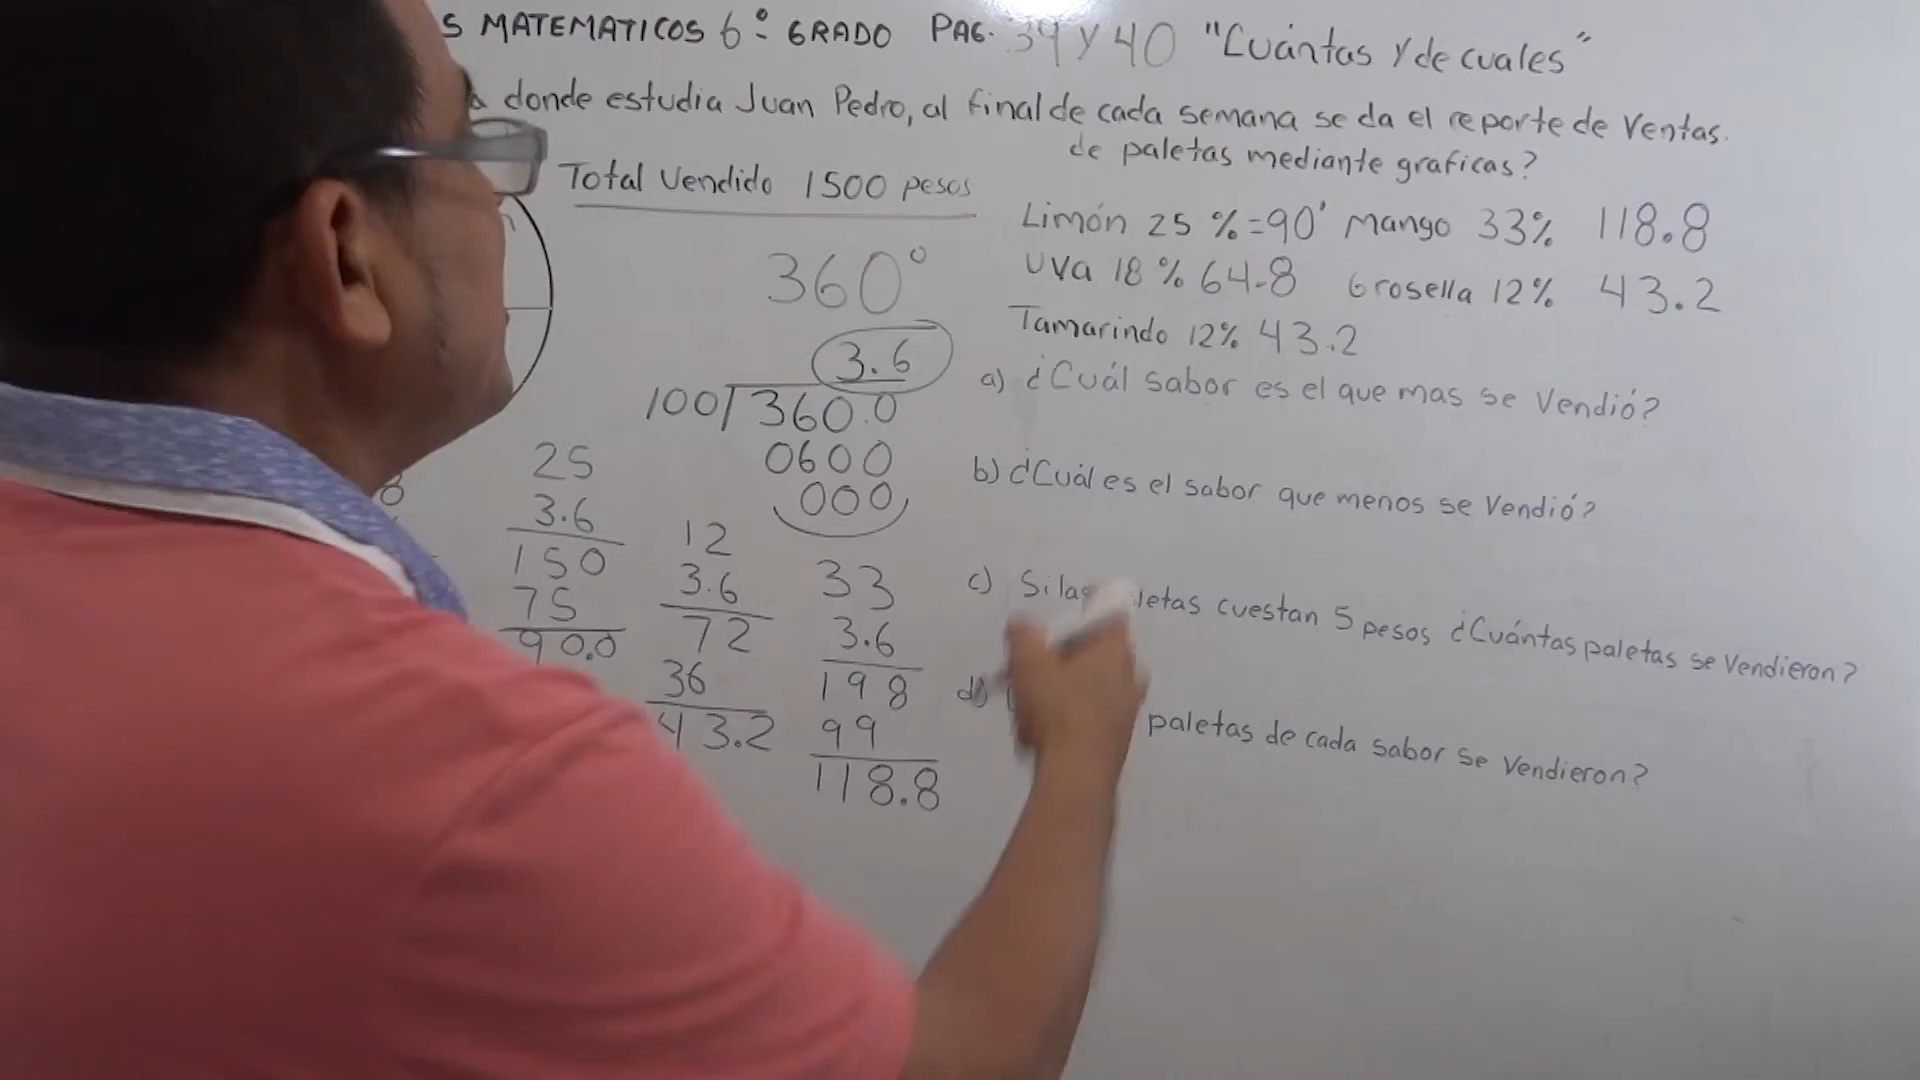 S MATEMATICOS 6º GRADO PAG. 39 Y 40 "Cuántas Y de cuales"
a donde estudia Juan Pedro, al final de cada semana se da el reporte de Ventas.
de paletas mediante graficas?
Total Vendido 1500 pesos
Limón 25 %=90° Mango 33% 118.8
UVA 18% 64.8 Grosella 12% 43.2
Tamarindo 12% 43.2
360°
3.6
100 360.0
0600
000
a) ¿Cuál sabor es el que mas se Vendió?
b) ¿Cuál es el sabor que menos se Vendió?
c) Si las letas cuestan 5 pesos ¿Cuántas paletas se Vendieron?
d) paletas de cada sabor se Vendieron?
8
25
3.6
150
75
90.0
12
3.6
72
36
43.2
33
3.6
198
99
118.8